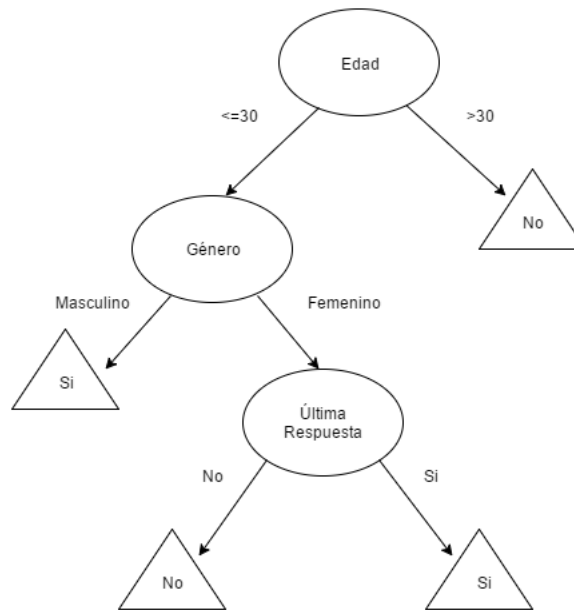 Edad
<=30
>30
No
Género
Masculino
Femenino
Si
Última
Respuesta
No
Si
No
Si